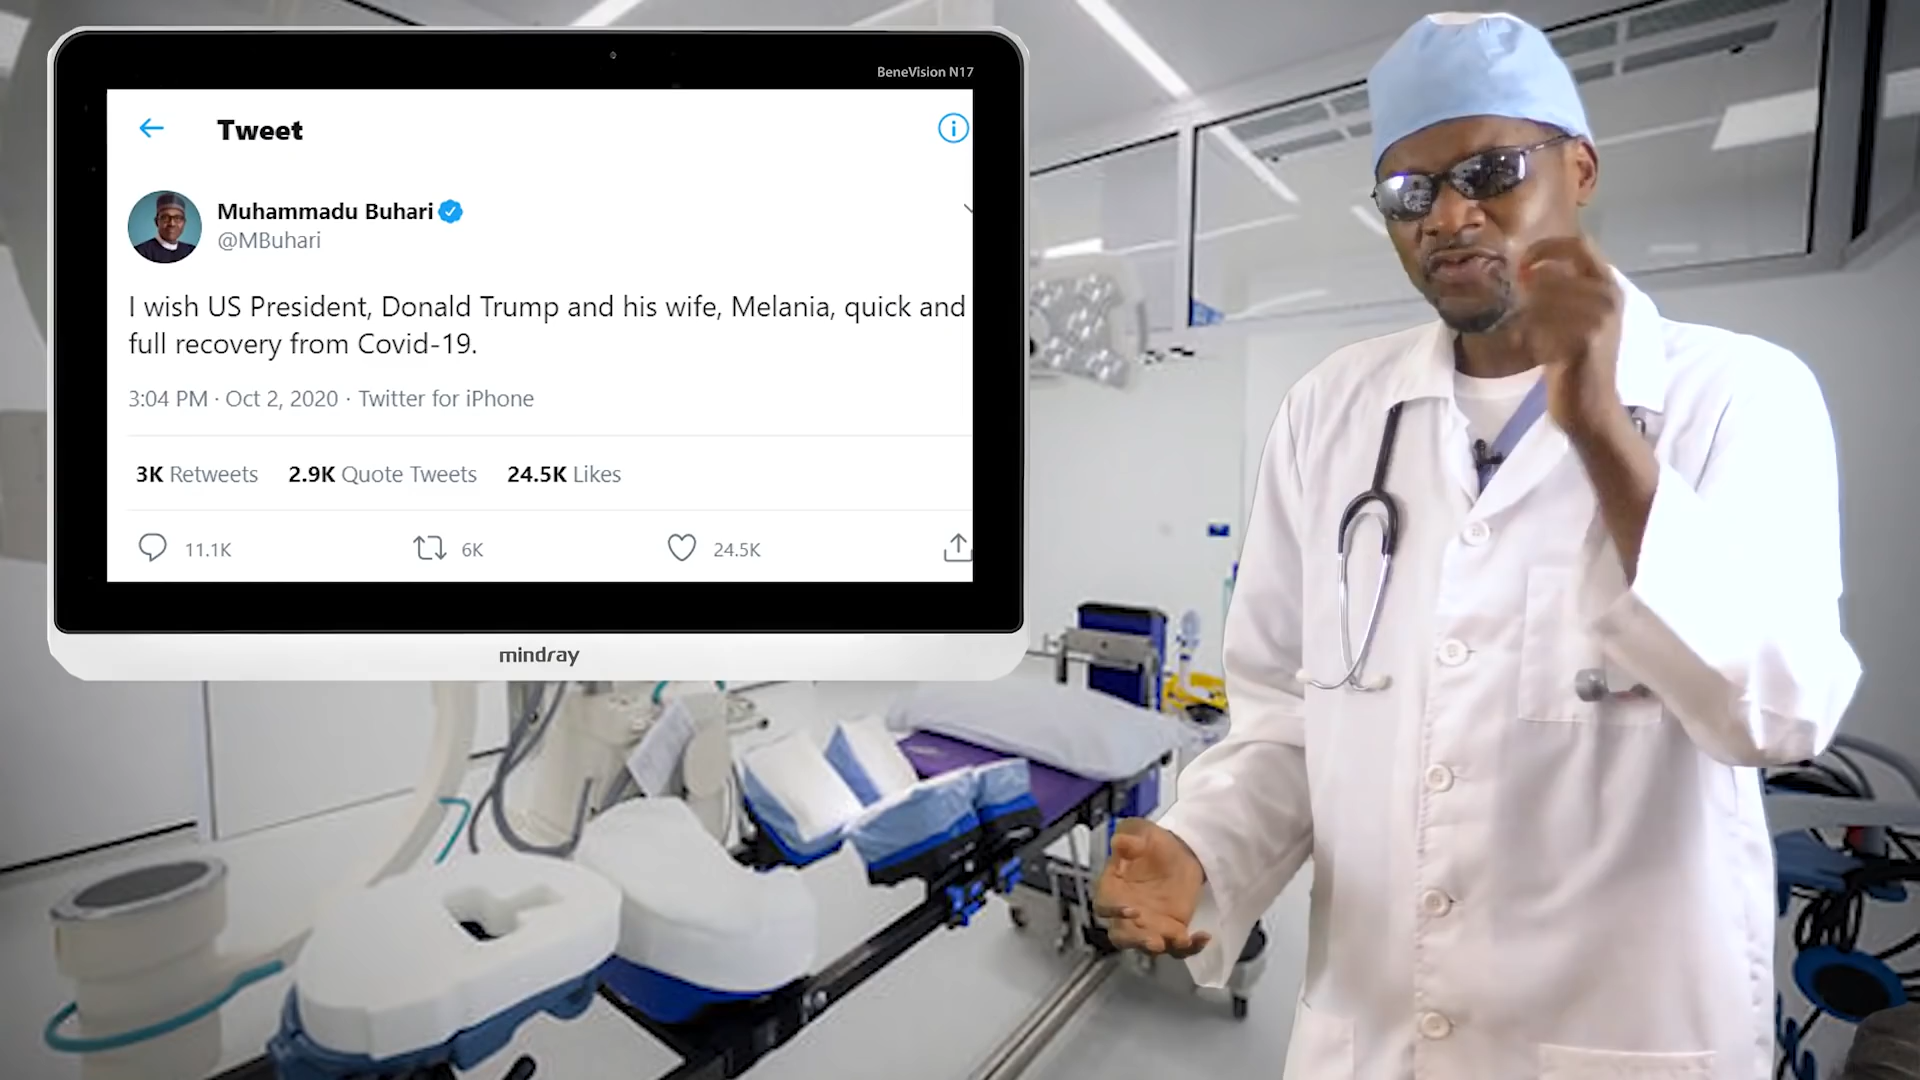 BeneVision N17
Tweet
Muhammadu Buhari
@MBuhari
I wish US President, Donald Trump and his wife, Melania, quick and
full recovery from Covid-19.
3:04 PM · Oct 2, 2020 · Twitter for iPhone
3K Retweets 2.9K Quote Tweets 24.5K Likes
11.1K 6K 24.5K
mindray